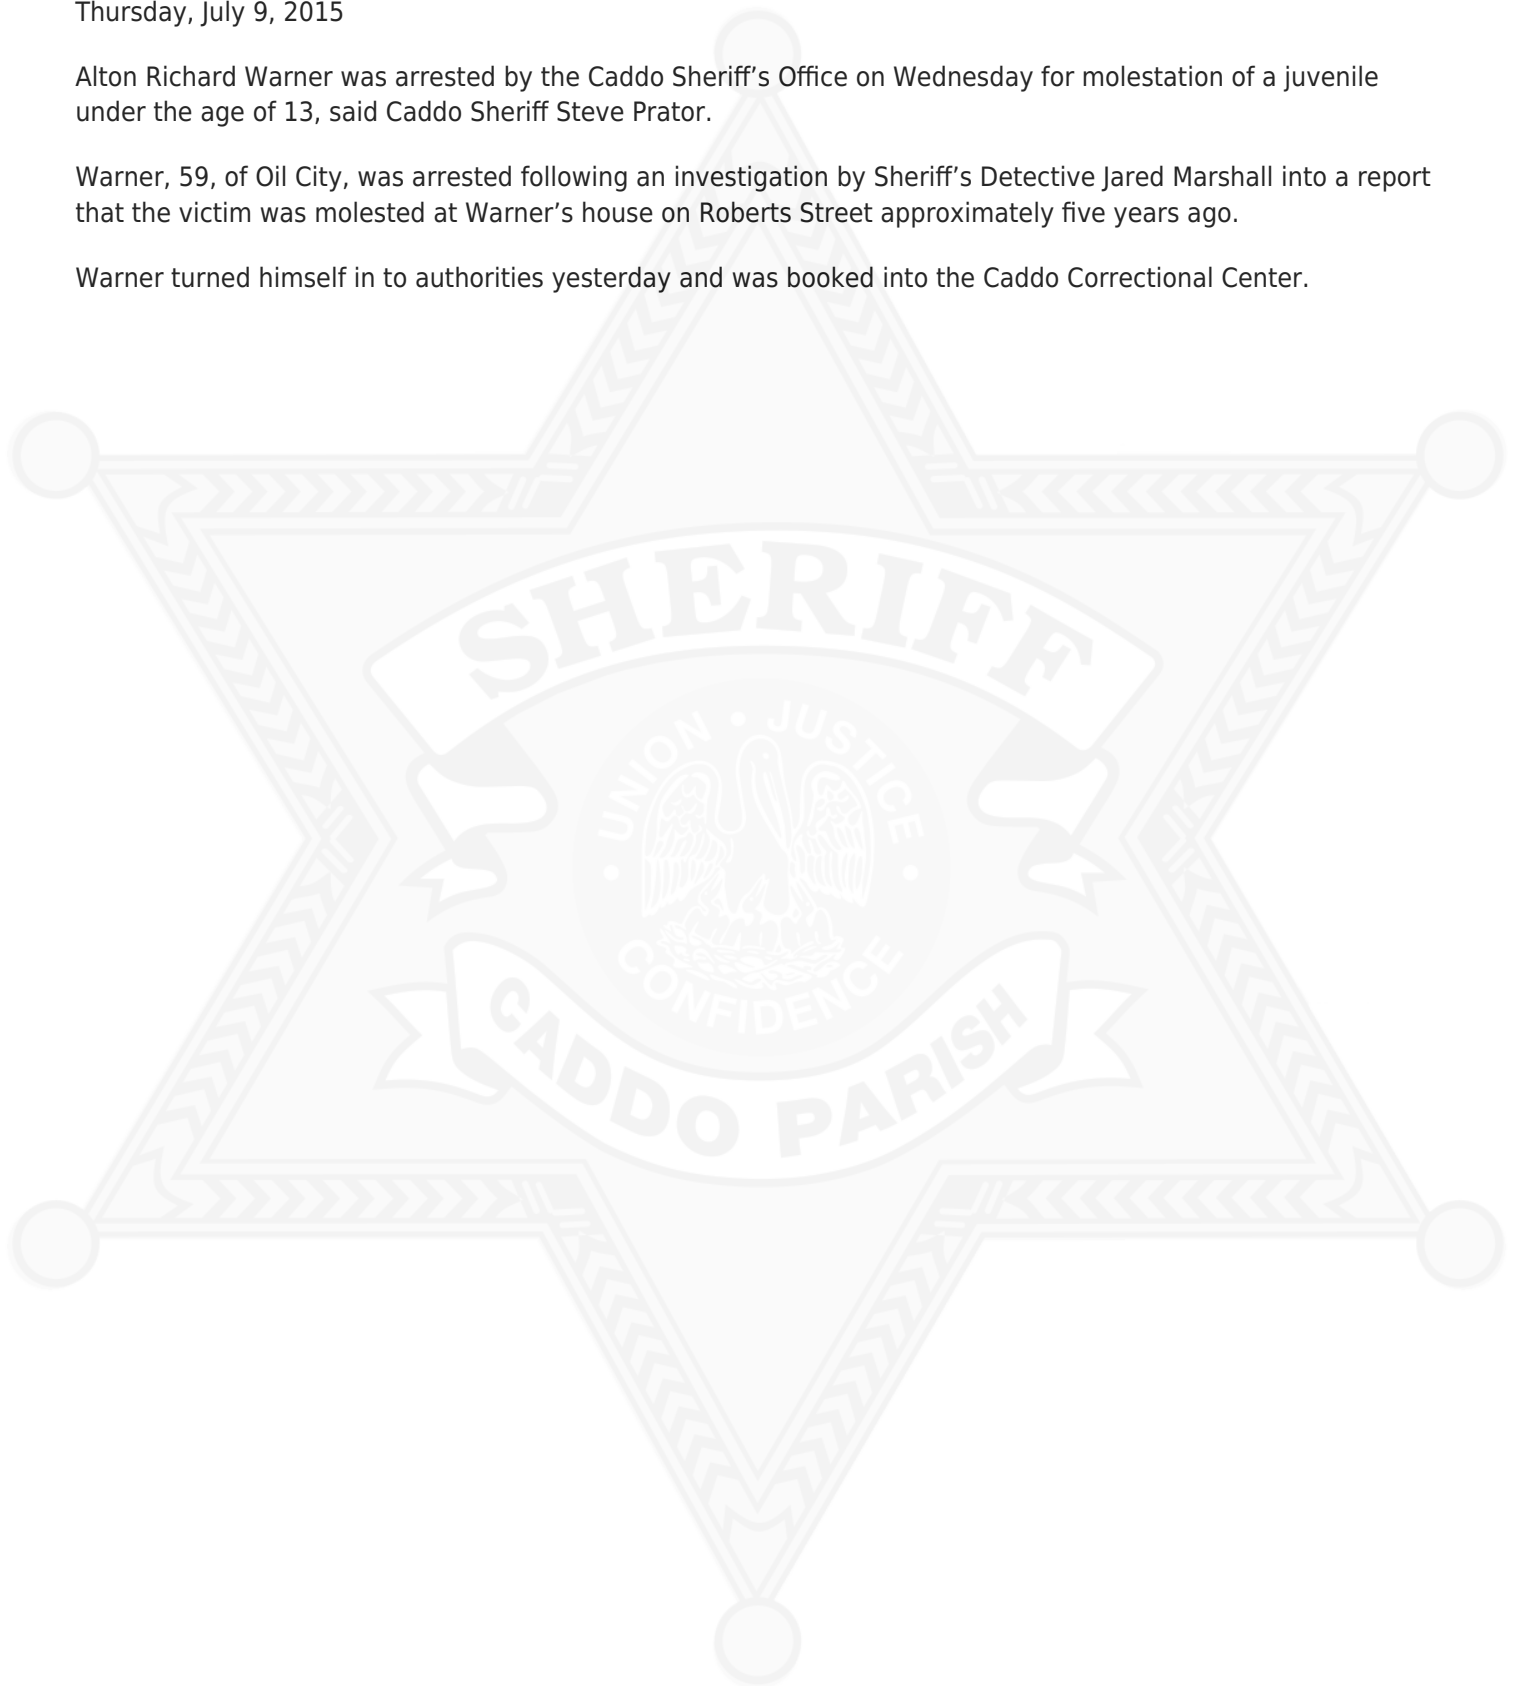 Thursday, July 9, 2015
Alton Richard Warner was arrested by the Caddo Sheriff’s Office on Wednesday for molestation of a juvenile
under the age of 13, said Caddo Sheriff Steve Prator.
Warner, 59, of Oil City, was arrested following an investigation by Sheriff’s Detective Jared Marshall into a report
that the victim was molested at Warner’s house on Roberts Street approximately five years ago.
Warner turned himself in to authorities yesterday and was booked into the Caddo Correctional Center.
SHERIFF
UNION • JUSTICE
• CONFIDENCE •
CADDO PARISH